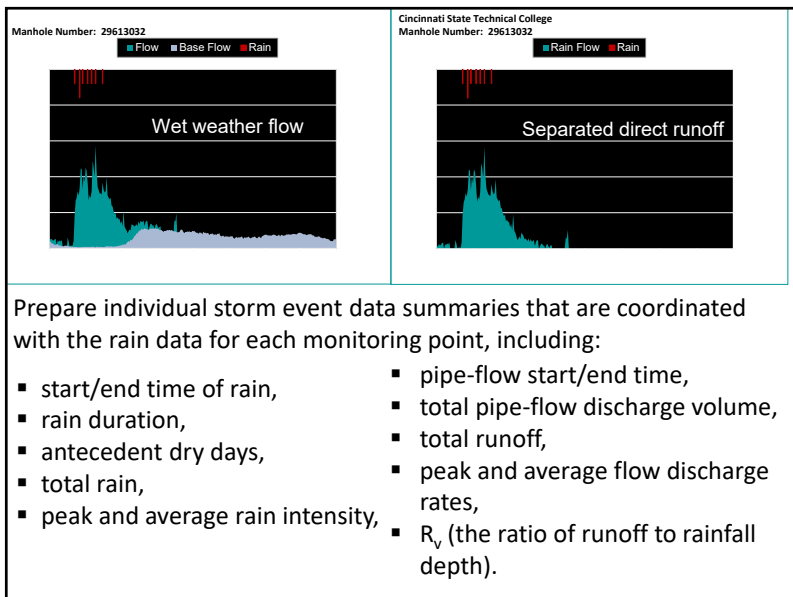 Manhole Number: 29613032
Flow Base Flow Rain
Wet weather flow
Cincinnati State Technical College
Manhole Number: 29613032
Rain Flow Rain
Separated direct runoff
Prepare individual storm event data summaries that are coordinated
with the rain data for each monitoring point, including:
▪ start/end time of rain,
▪ rain duration,
▪ antecedent dry days,
▪ total rain,
▪ peak and average rain intensity,
▪ pipe-flow start/end time,
▪ total pipe-flow discharge volume,
▪ total runoff,
▪ peak and average flow discharge
rates,
▪ Rv (the ratio of runoff to rainfall
depth).